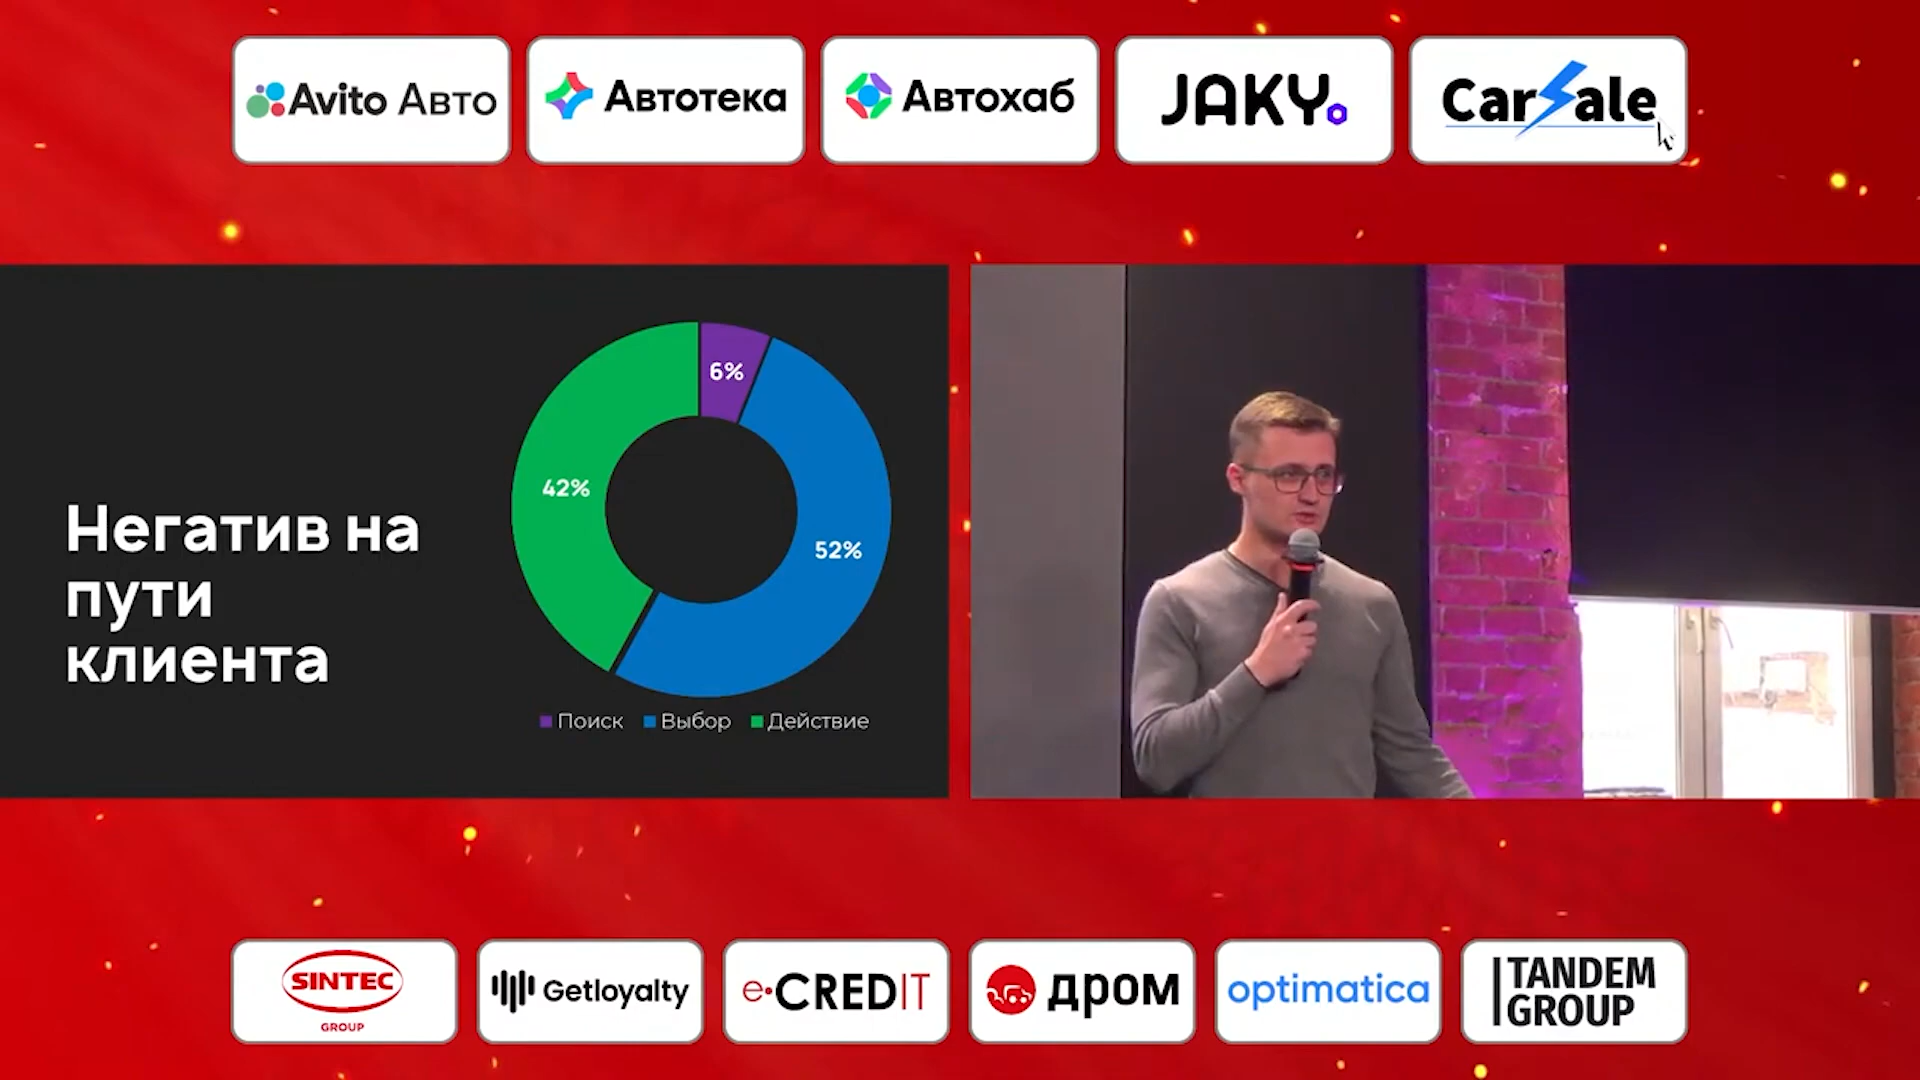 Avito Авто
Автотека
Автохаб
JAKY
CarSale
6%
42%
52%
Негатив на
пути
клиента
Поиск Выбор Действие
SINTEC
GROUP
Getloyalty
e·CREDIT
дром
optimatica
TANDEM
GROUP